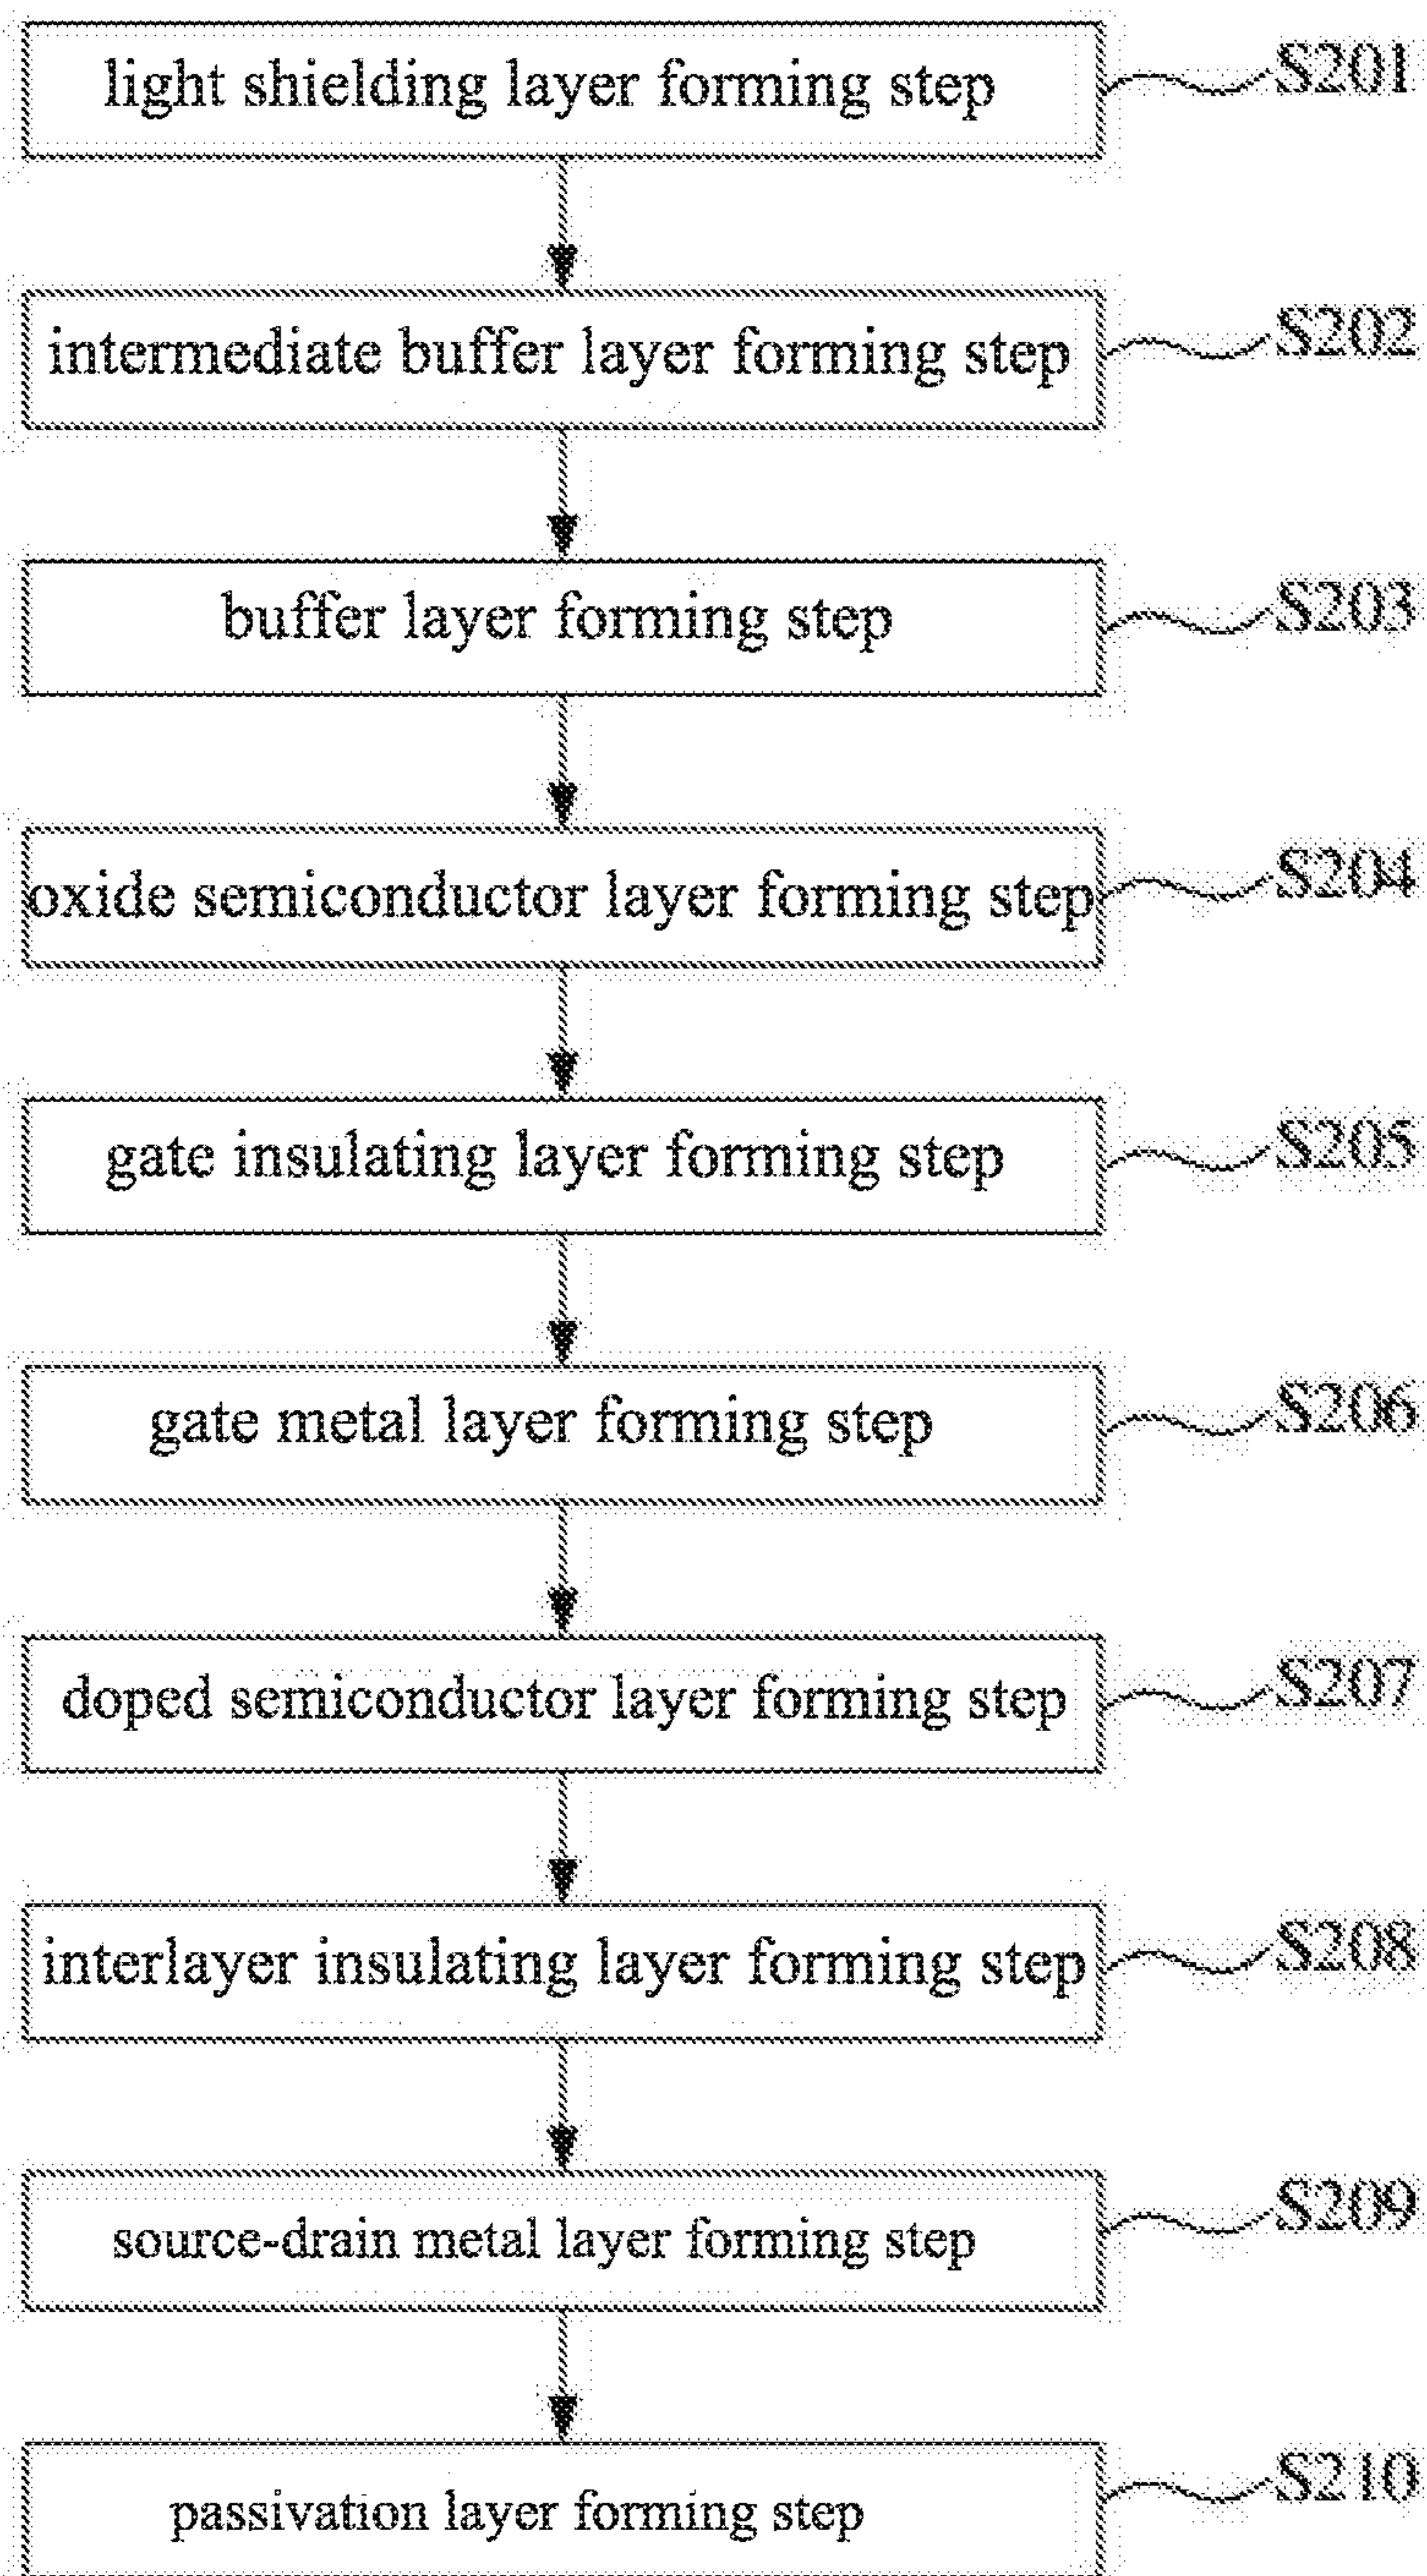 light shielding layer forming step S201
intermediate buffer layer forming step S202
buffer layer forming step S203
oxide semiconductor layer forming step S204
gate insulating layer forming step S205
gate metal layer forming step S206
doped semiconductor layer forming step S207
interlayer insulating layer forming step S208
source-drain metal layer forming step S209
passivation layer forming step S210